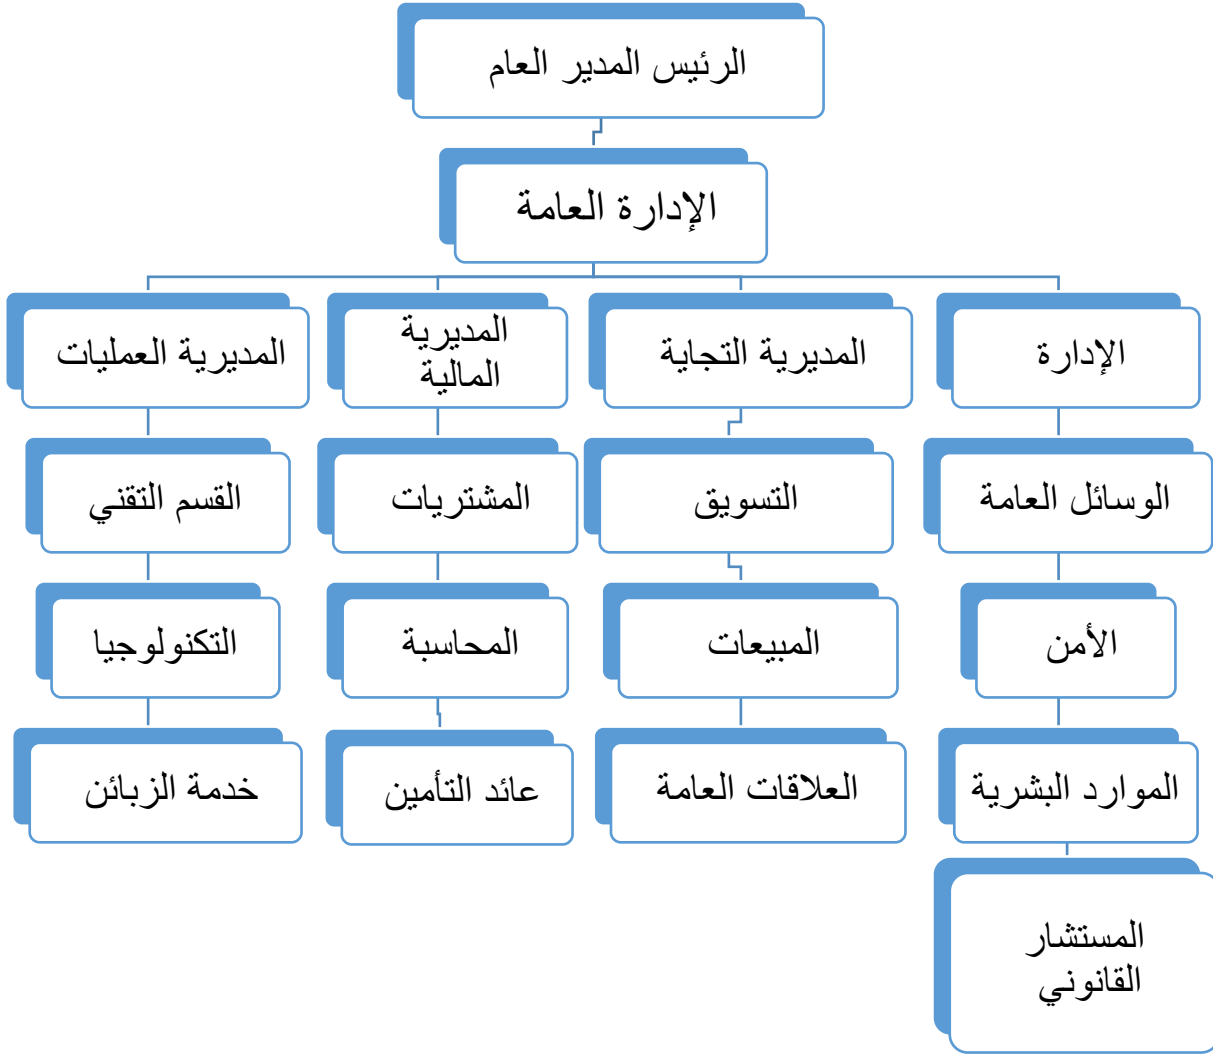 الرئيس المدير العام
الإدارة العامة
الإدارة
المديرية التجاية
المديرية
المالية
المديرية العمليات
الوسائل العامة
التسويق
المشتريات
القسم التقني
الأمن
المبيعات
المحاسبة
التكنولوجيا
الموارد البشرية
العلاقات العامة
عائد التأمين
خدمة الزبائن
المستشار
القانوني